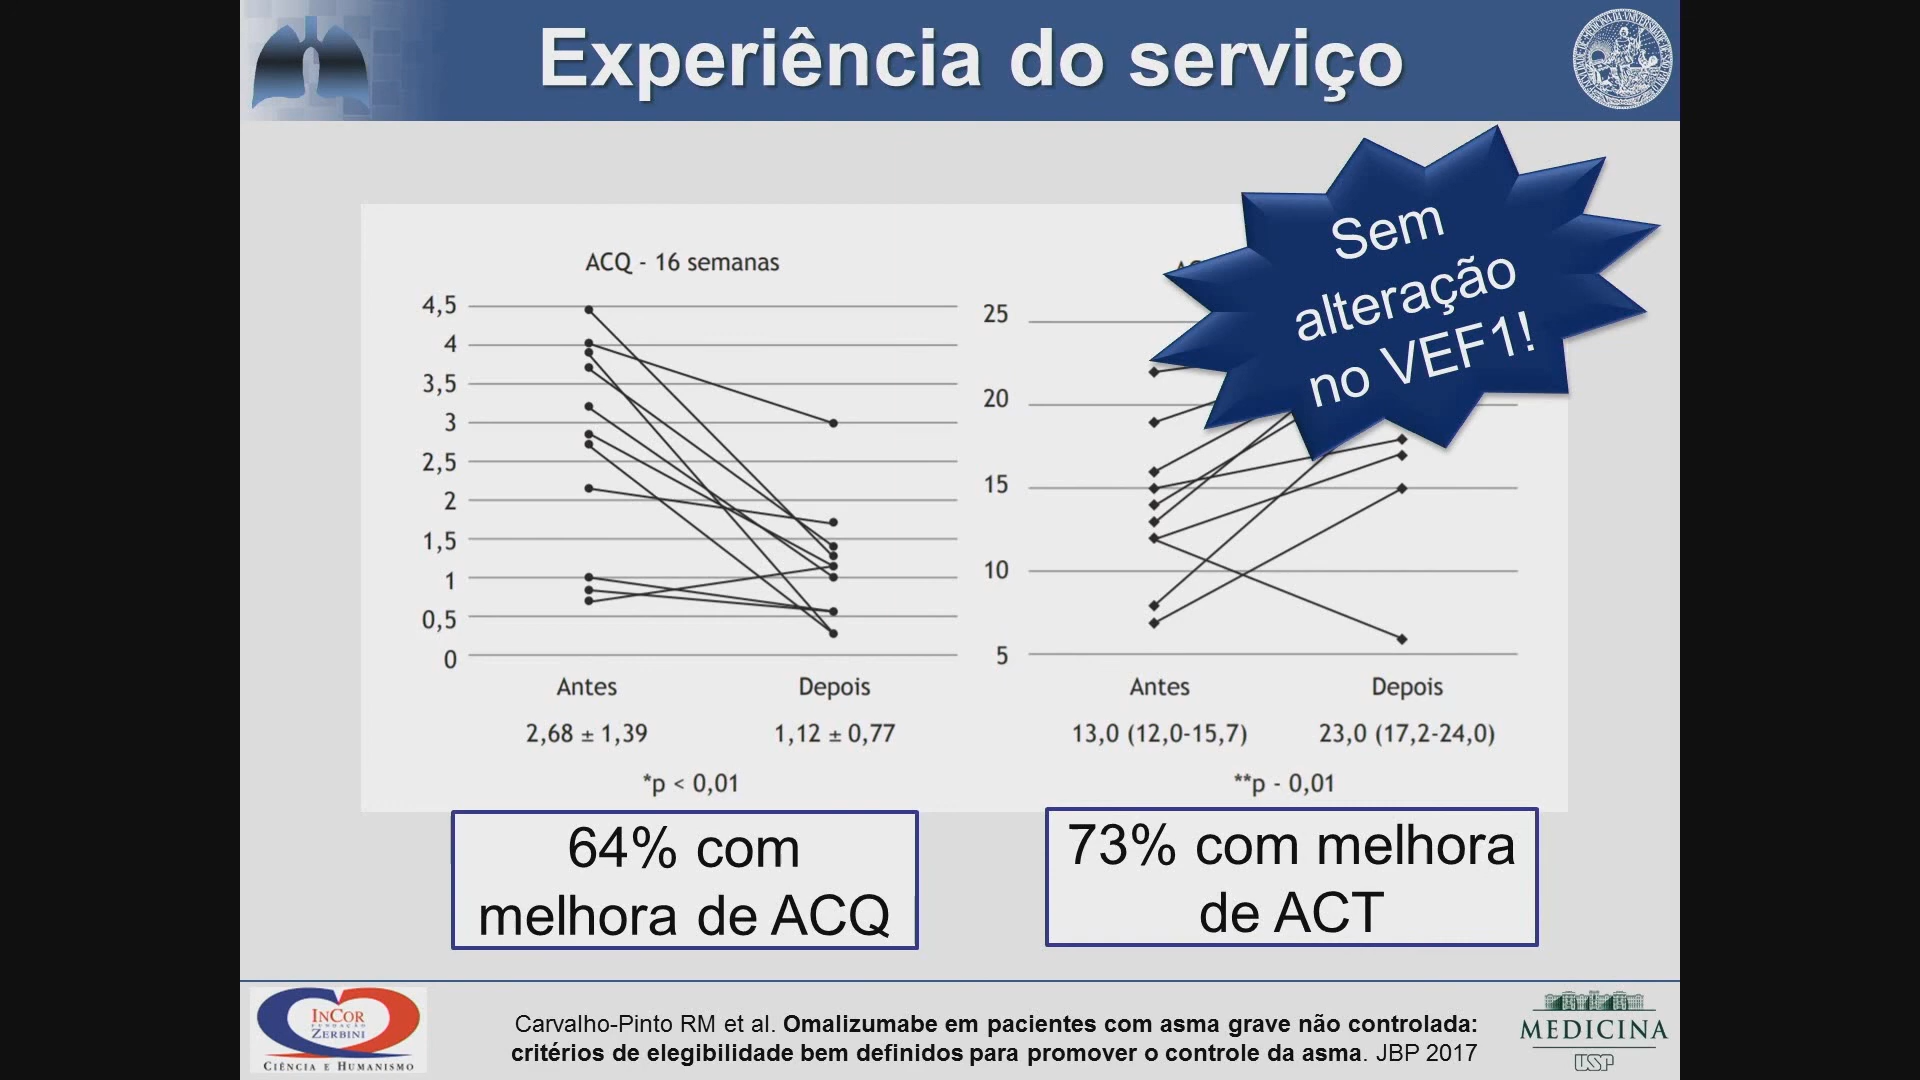 Experiência do serviço
Sem
alteração
no VEF1!
ACQ - 16 semanas
4,5
4
3,5
3
2,5
2
1,5
1
0,5
0
Antes
Depois
2,68 ± 1,39
1,12 ± 0,77
*p < 0,01
25
20
15
10
5
Antes
Depois
13,0 (12,0-15,7)
23,0 (17,2-24,0)
**p - 0,01
64% com
melhora de ACQ
73% com melhora
de ACT
INCOR
FUNDAÇÃO
ZERBINI
CIÊNCIA E HUMANISMO
Carvalho-Pinto RM et al. Omalizumabe em pacientes com asma grave não controlada:
critérios de elegibilidade bem definidos para promover o controle da asma. JBP 2017
MEDICINA
USP